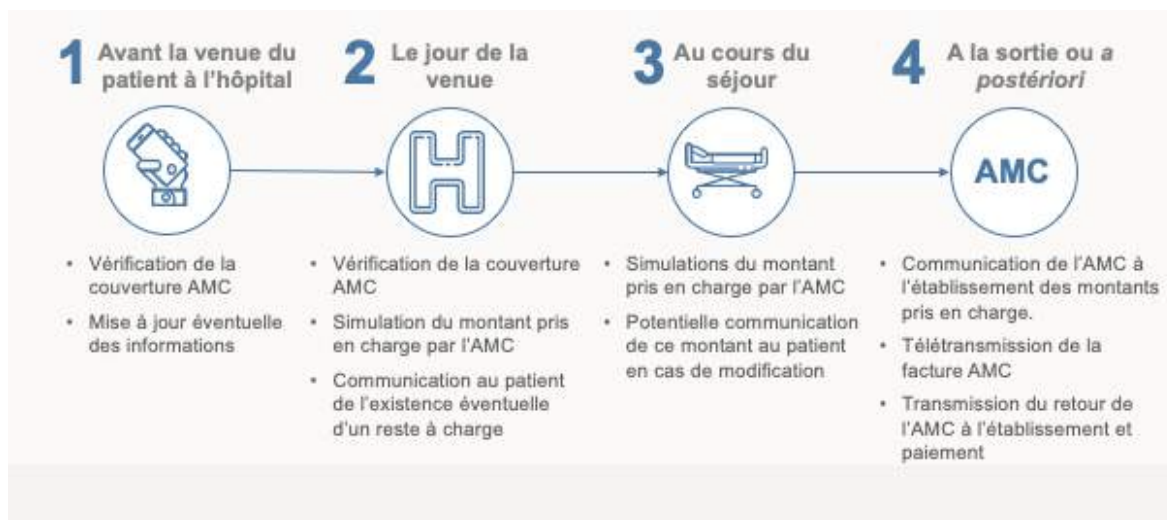 1 Avant la venue du
patient à l'hôpital
• Vérification de la
couverture AMC
• Mise à jour éventuelle
des informations
2 Le jour de la
venue
H
• Vérification de la couverture
AMC
• Simulation du montant pris
en charge par l'AMC
• Communication au patient
de l'existence éventuelle
d'un reste à charge
3 Au cours du
séjour
• Simulations du montant
pris en charge par l'AMC
• Potentielle communication
de ce montant au patient
en cas de modification
4 A la sortie ou a
postériori
AMC
• Communication de l'AMC à
l'établissement des montants
pris en charge.
• Télétransmission de la
facture AMC
• Transmission du retour de
l'AMC à l'établissement et
paiement